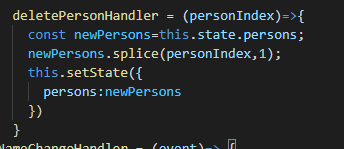 deletePersonHandler = (personIndex)=>{
const newPersons=this.state.persons;
newPersons.splice(personIndex,1);
this.setState({
persons:newPersons
})
}
NameChangeHandler = (event)=> {